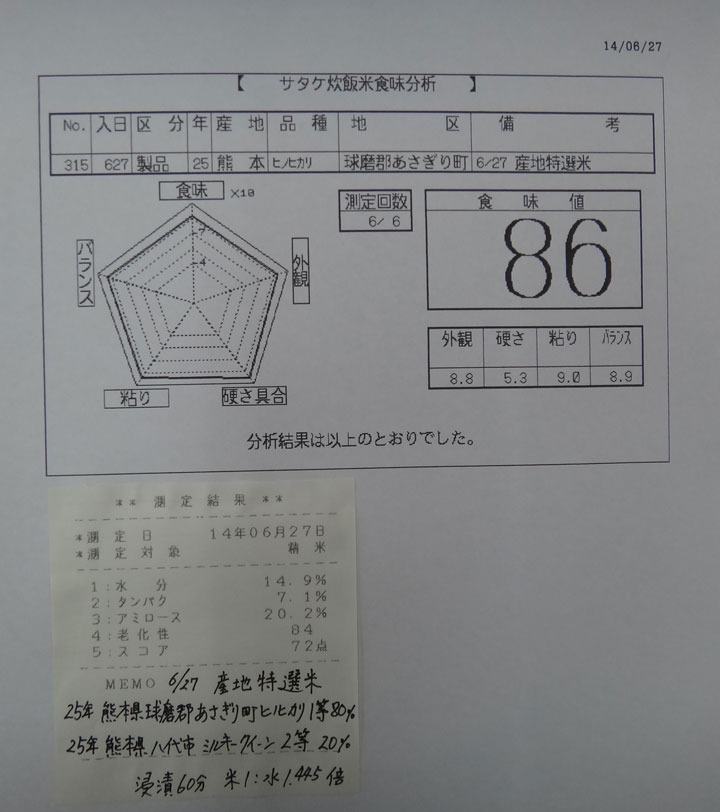 14/06/27
【 サタケ炊飯米食味分析 】
No. 入日 区分 年 産地 品種 地区 備考
315 627 製品 25 熊本 ヒノヒカリ 球磨郡あさぎり町 6/27 産地特選米
食味 ×10
7
4
バランス
外観
粘り
硬さ具合
測定回数
6/ 6
食味値
86
外観 硬さ 粘り バランス
8.8 5.3 9.0 8.9
分析結果は以上のとおりでした。
** 測定結果 **
*測定日 14年06月27日
*測定対象 精米
1:水分 14.9%
2:タンパク 7.1%
3:アミロース 20.2%
4:老化性 84
5:スコア 72点
MEMO 6/27 産地特選米
25年 熊本県球磨郡あさぎり町ヒノヒカリ1等80%
25年 熊本県八代市 シルキークイーン 2等 20%
浸漬60分 米1:水1.445倍